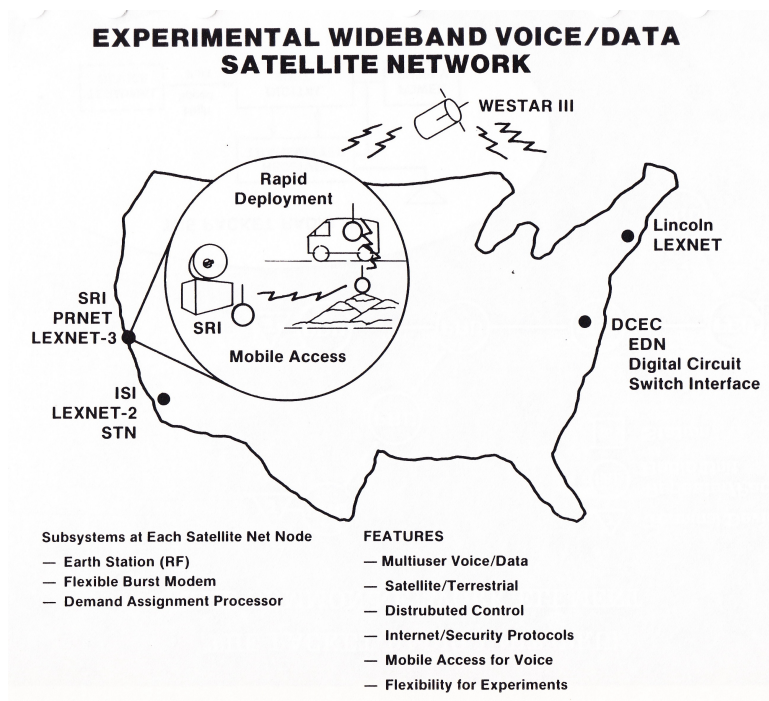 EXPERIMENTAL WIDEBAND VOICE/DATA
SATELLITE NETWORK
WESTAR III
Rapid
Deployment
SRI
Mobile Access
Lincoln
LEXNET
SRI
PRNET
LEXNET-3
DCEC
EDN
Digital Circuit
Switch Interface
ISI
LEXNET-2
STN
Subsystems at Each Satellite Net Node
— Earth Station (RF)
— Flexible Burst Modem
— Demand Assignment Processor
FEATURES
— Multiuser Voice/Data
— Satellite/Terrestrial
— Distrubuted Control
— Internet/Security Protocols
— Mobile Access for Voice
— Flexibility for Experiments